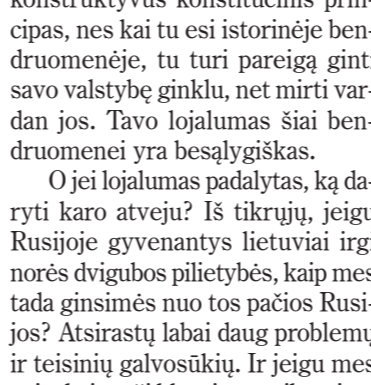 konstruktyvus konstitucinis prin-
cipas, nes kai tu esi istorinėje ben-
druomenėje, tu turi pareigą ginti
savo valstybę ginklu, net mirti var-
dan jos. Tavo lojalumas šiai ben-
druomenei yra besąlygiškas.
O jei lojalumas padalytas, ką da-
ryti karo atveju? Iš tikrųjų, jeigu
Rusijoje gyvenantys lietuviai irgi
norės dvigubos pilietybės, kaip mes
tada ginsimės nuo tos pačios Rusi-
jos? Atsirastų labai daug problemų
ir teisinių galvosūkių. Ir jeigu mes